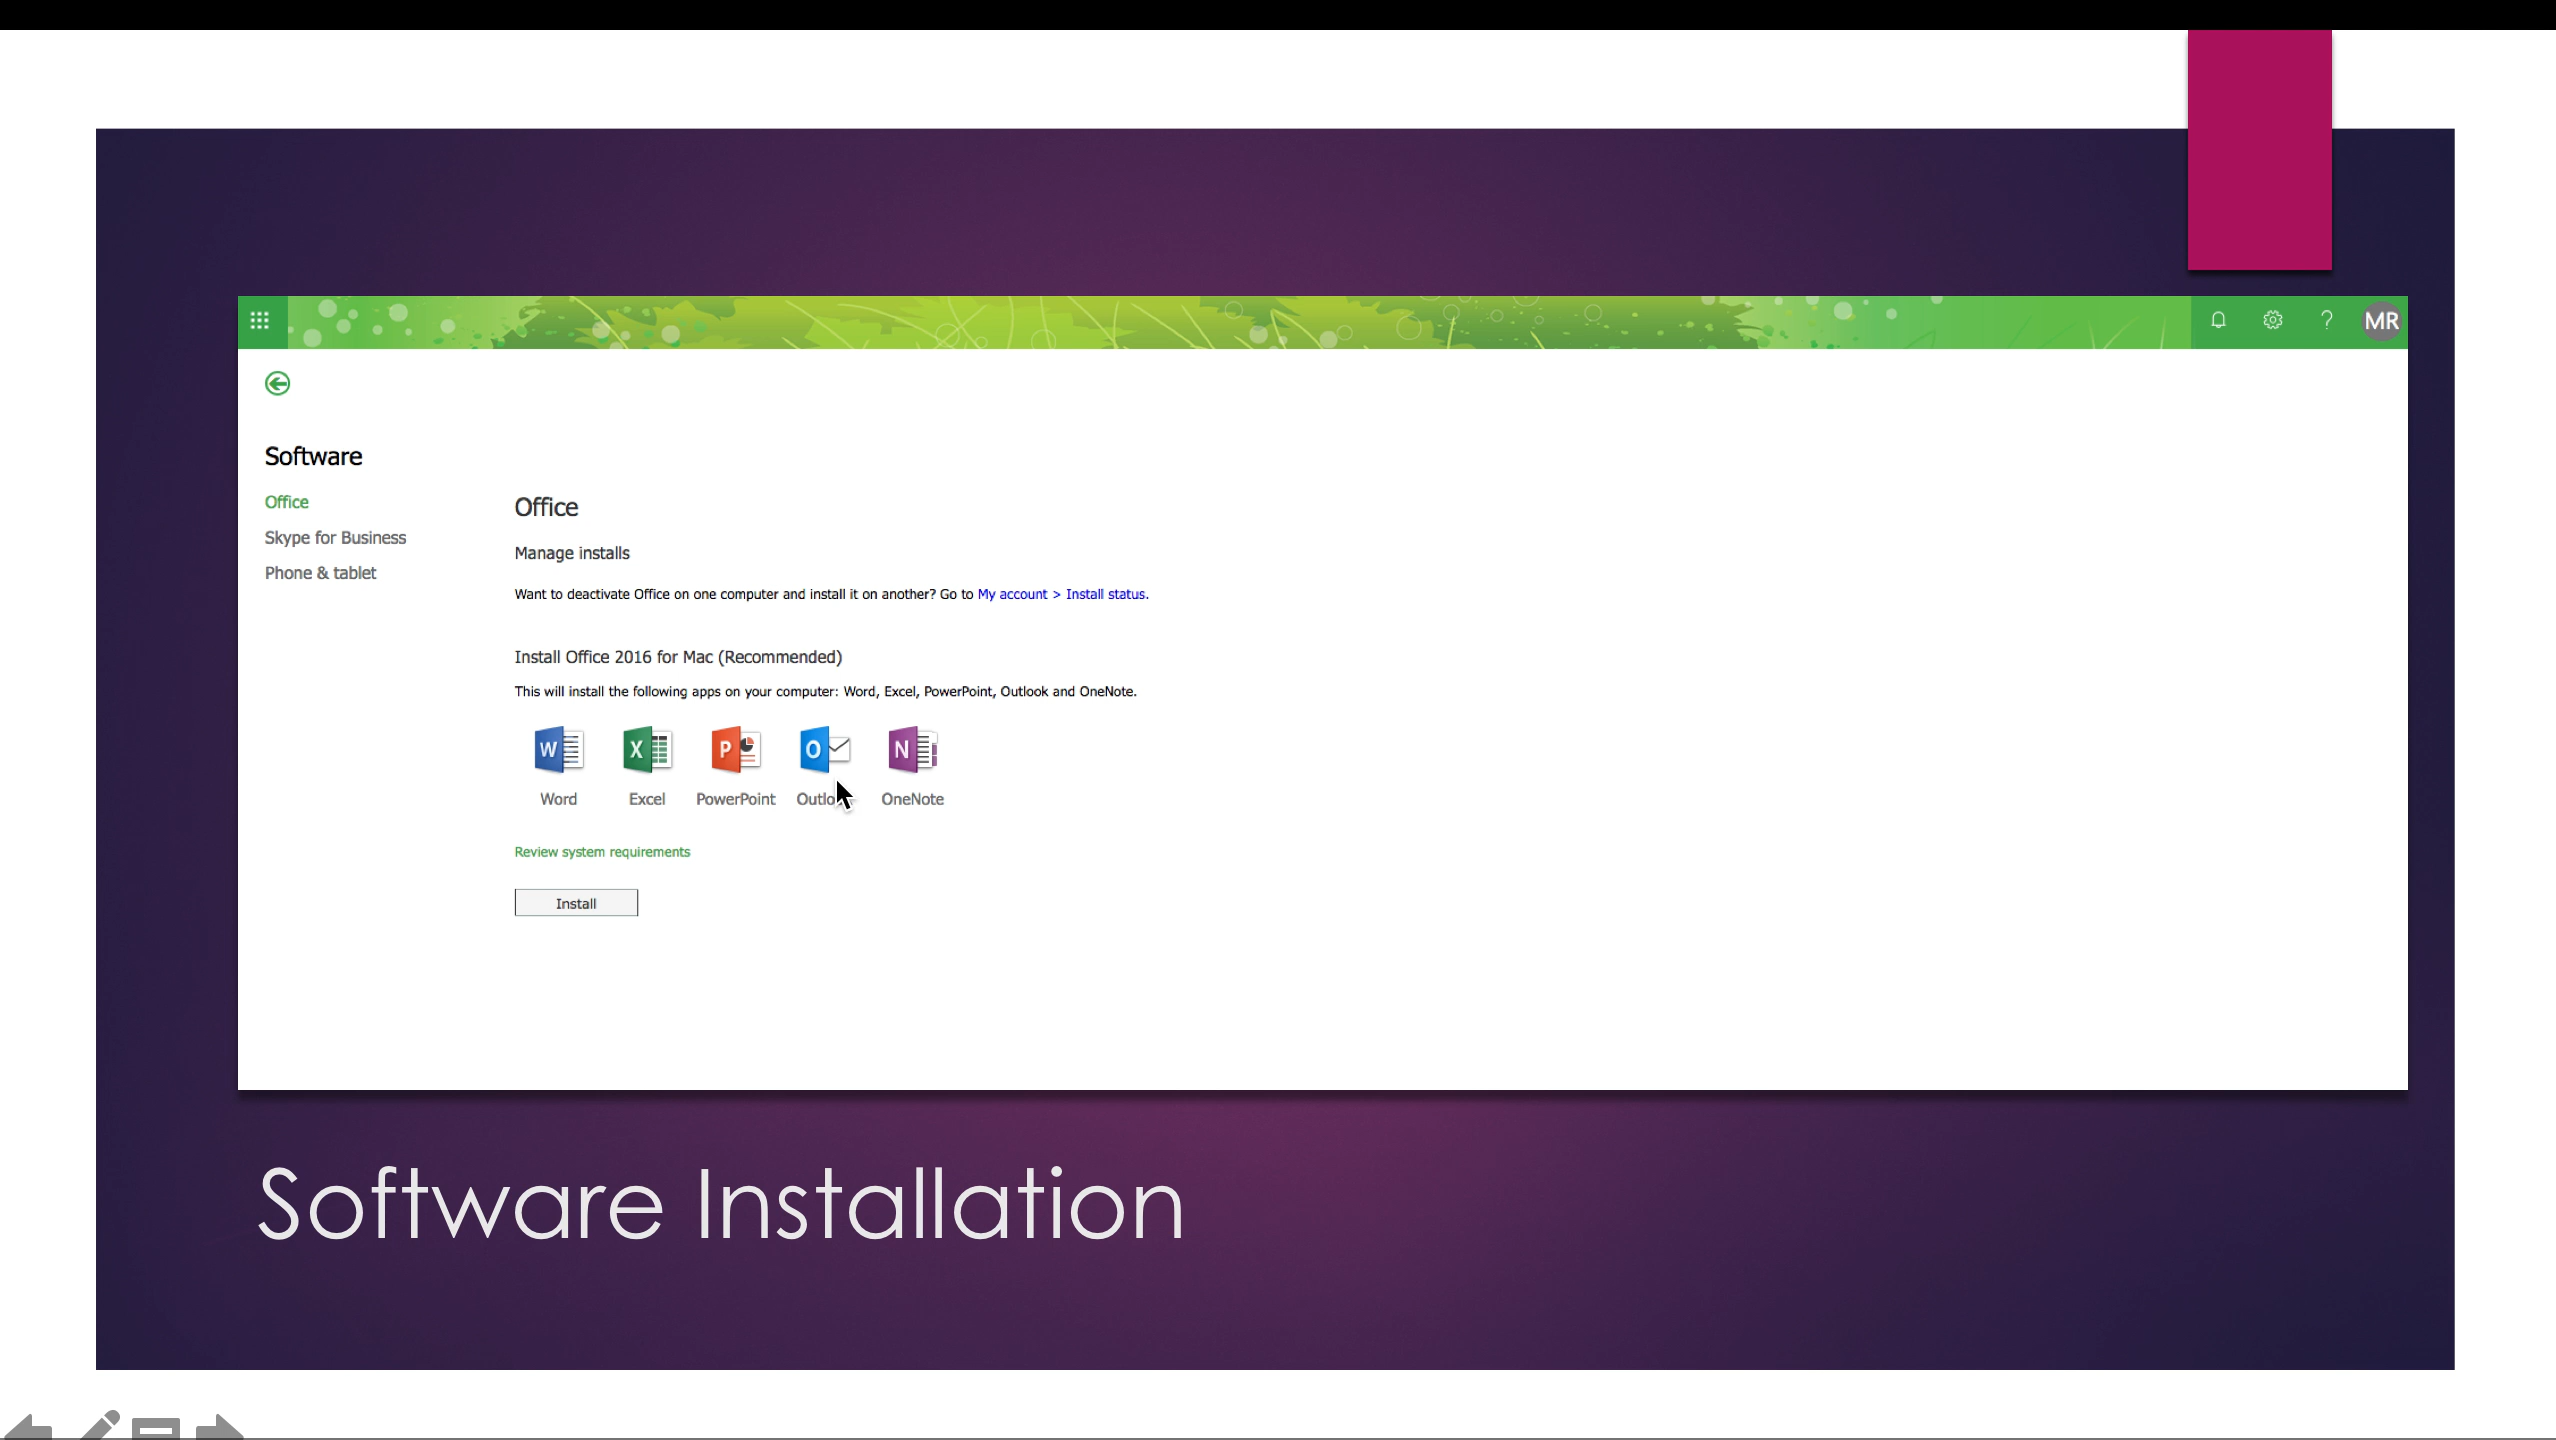 MR
Software
Office
Skype for Business
Phone & tablet
Office
Manage installs
Want to deactivate Office on one computer and install it on another? Go to My account > Install status.
Install Office 2016 for Mac (Recommended)
This will install the following apps on your computer: Word, Excel, PowerPoint, Outlook and OneNote.
W X P O N
Word Excel PowerPoint Outlo OneNote
Review system requirements
Install
Software Installation